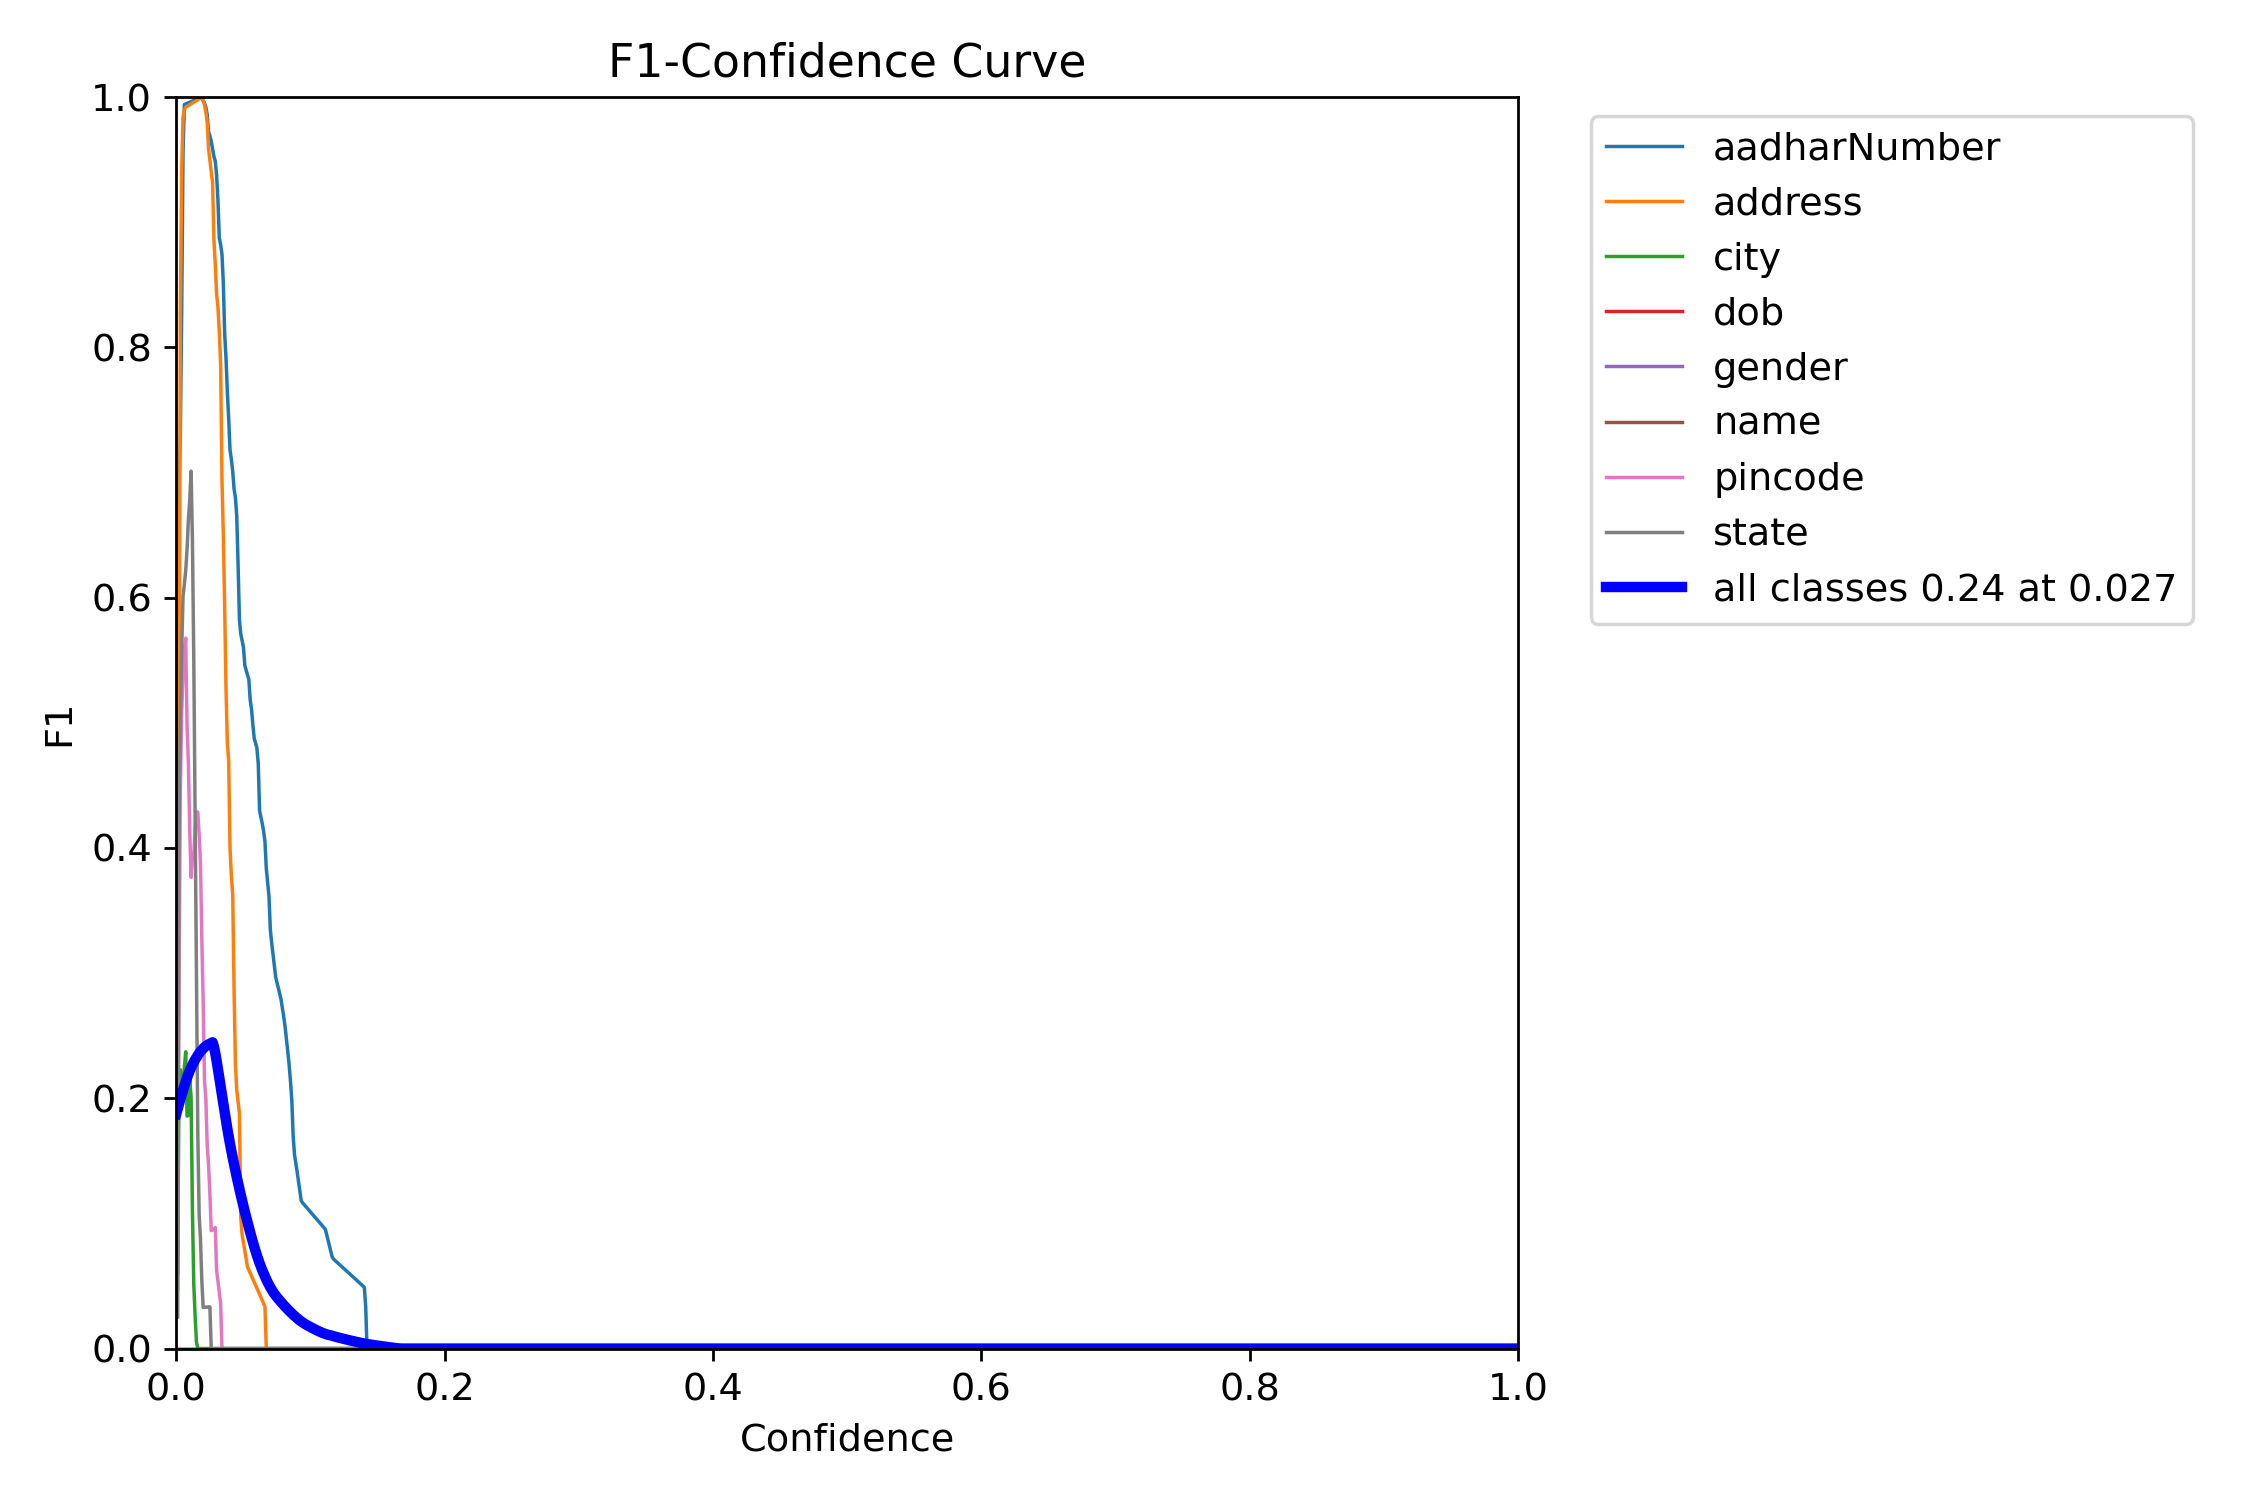 F1-Confidence Curve
1.0
0.8
0.6
0.4
0.2
0.0
F1
0.0 0.2 0.4 0.6 0.8 1.0
Confidence
aadharNumber
address
city
dob
gender
name
pincode
state
all classes 0.24 at 0.027